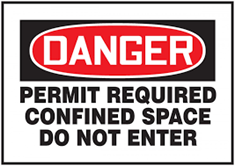 DANGER
PERMIT REQUIRED
CONFINED SPACE
DO NOT ENTER